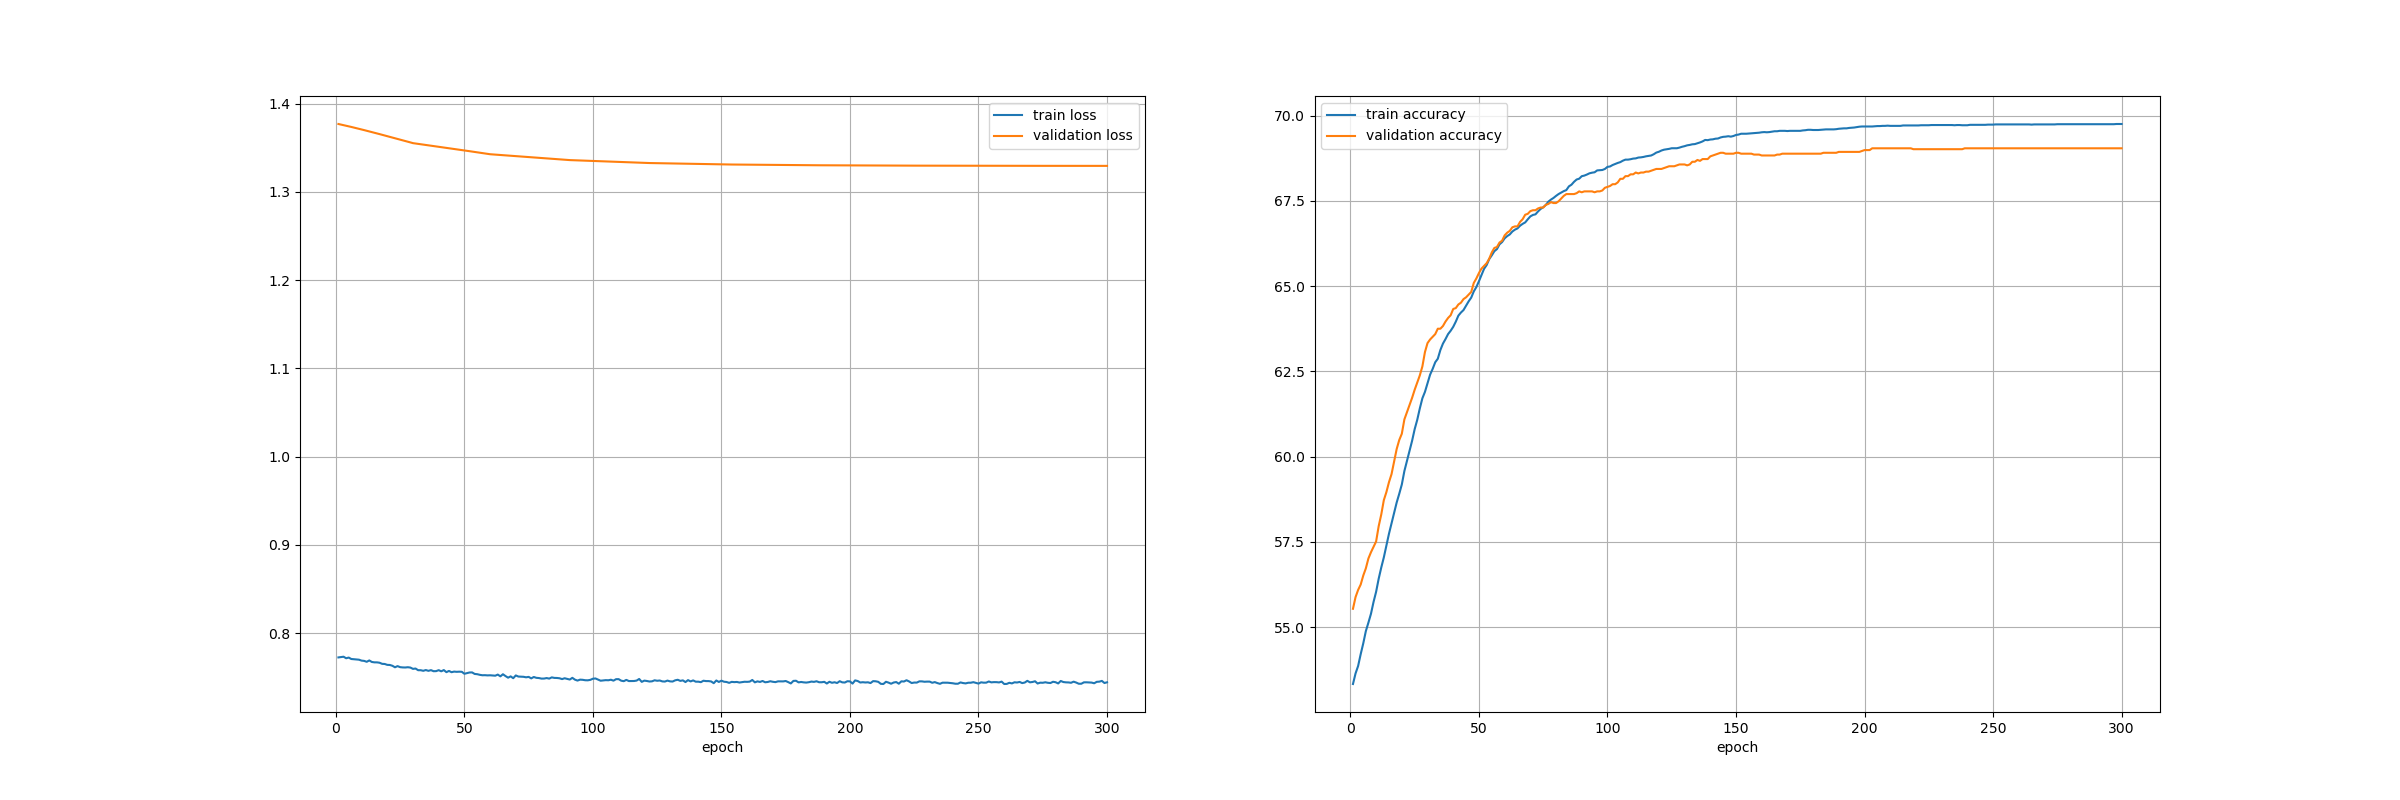 1.4
1.3
1.2
1.1
1.0
0.9
0.8
train loss
validation loss
0 50 100 150 200 250 300
epoch
70.0
67.5
65.0
62.5
60.0
57.5
55.0
train accuracy
validation accuracy
0 50 100 150 200 250 300
epoch